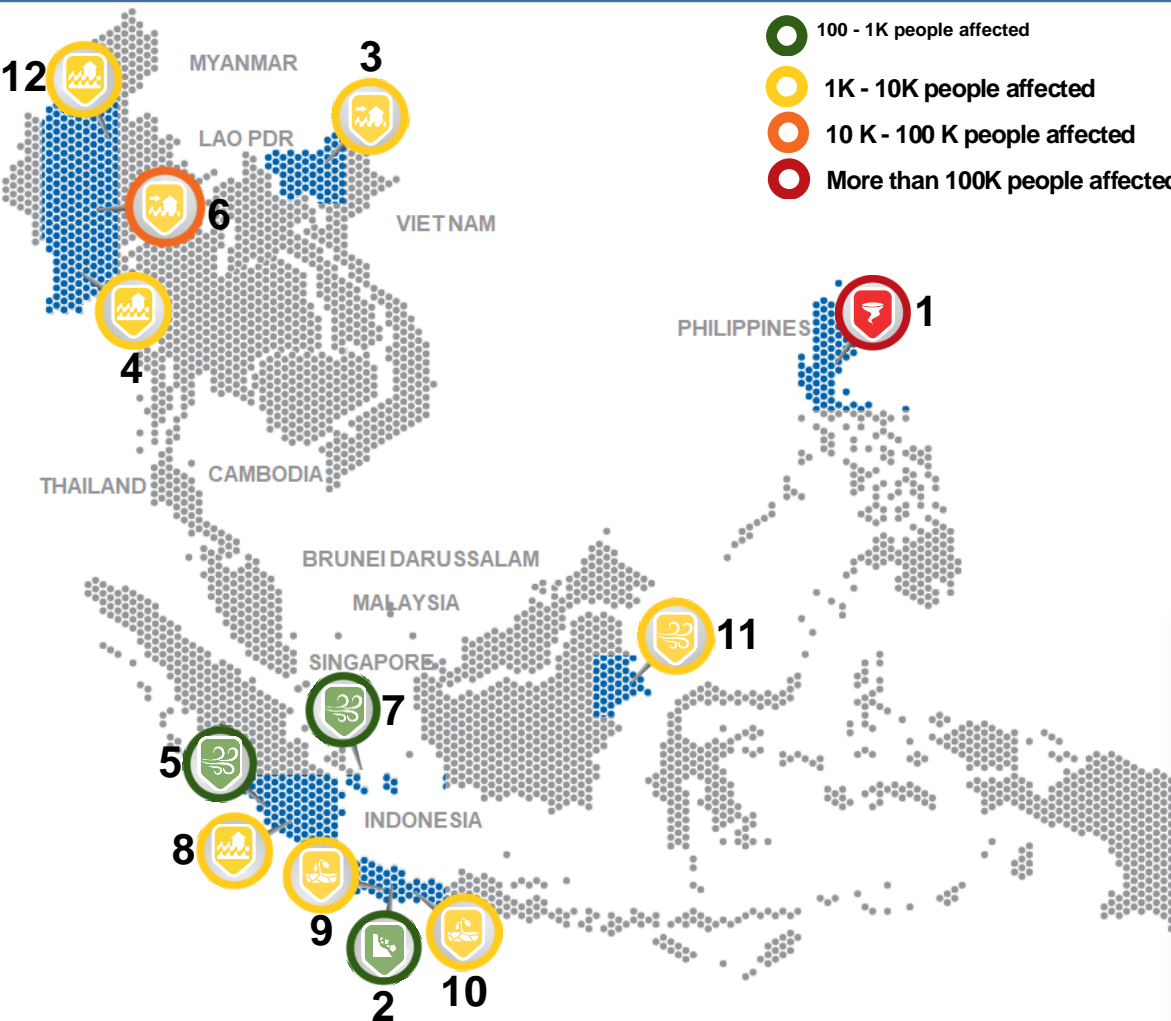 100 - 1K people affected
1K - 10K people affected
10 K - 100 K people affected
More than 100K people affected
12
MYANMAR
3
LAO PDR
6
VIET NAM
4
PHILIPPINES
1
THAILAND
CAMBODIA
BRUNEI DARUSSALAM
MALAYSIA
11
SINGAPORE
7
5
INDONESIA
8
9
10
2